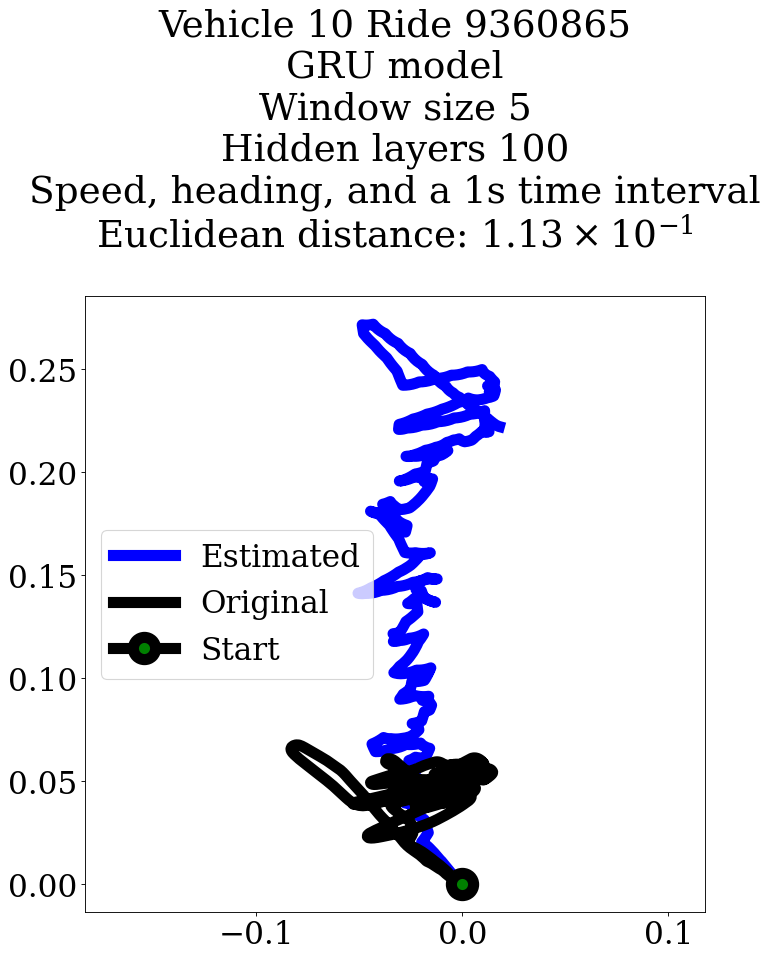 Vehicle 10 Ride 9360865
GRU model
Window size 5
Hidden layers 100
Speed, heading, and a 1s time interval
Euclidean distance: 1.13 × 10⁻¹
0.25
0.20
0.15
0.10
0.05
0.00
Estimated
Original
Start
−0.1
0.0
0.1